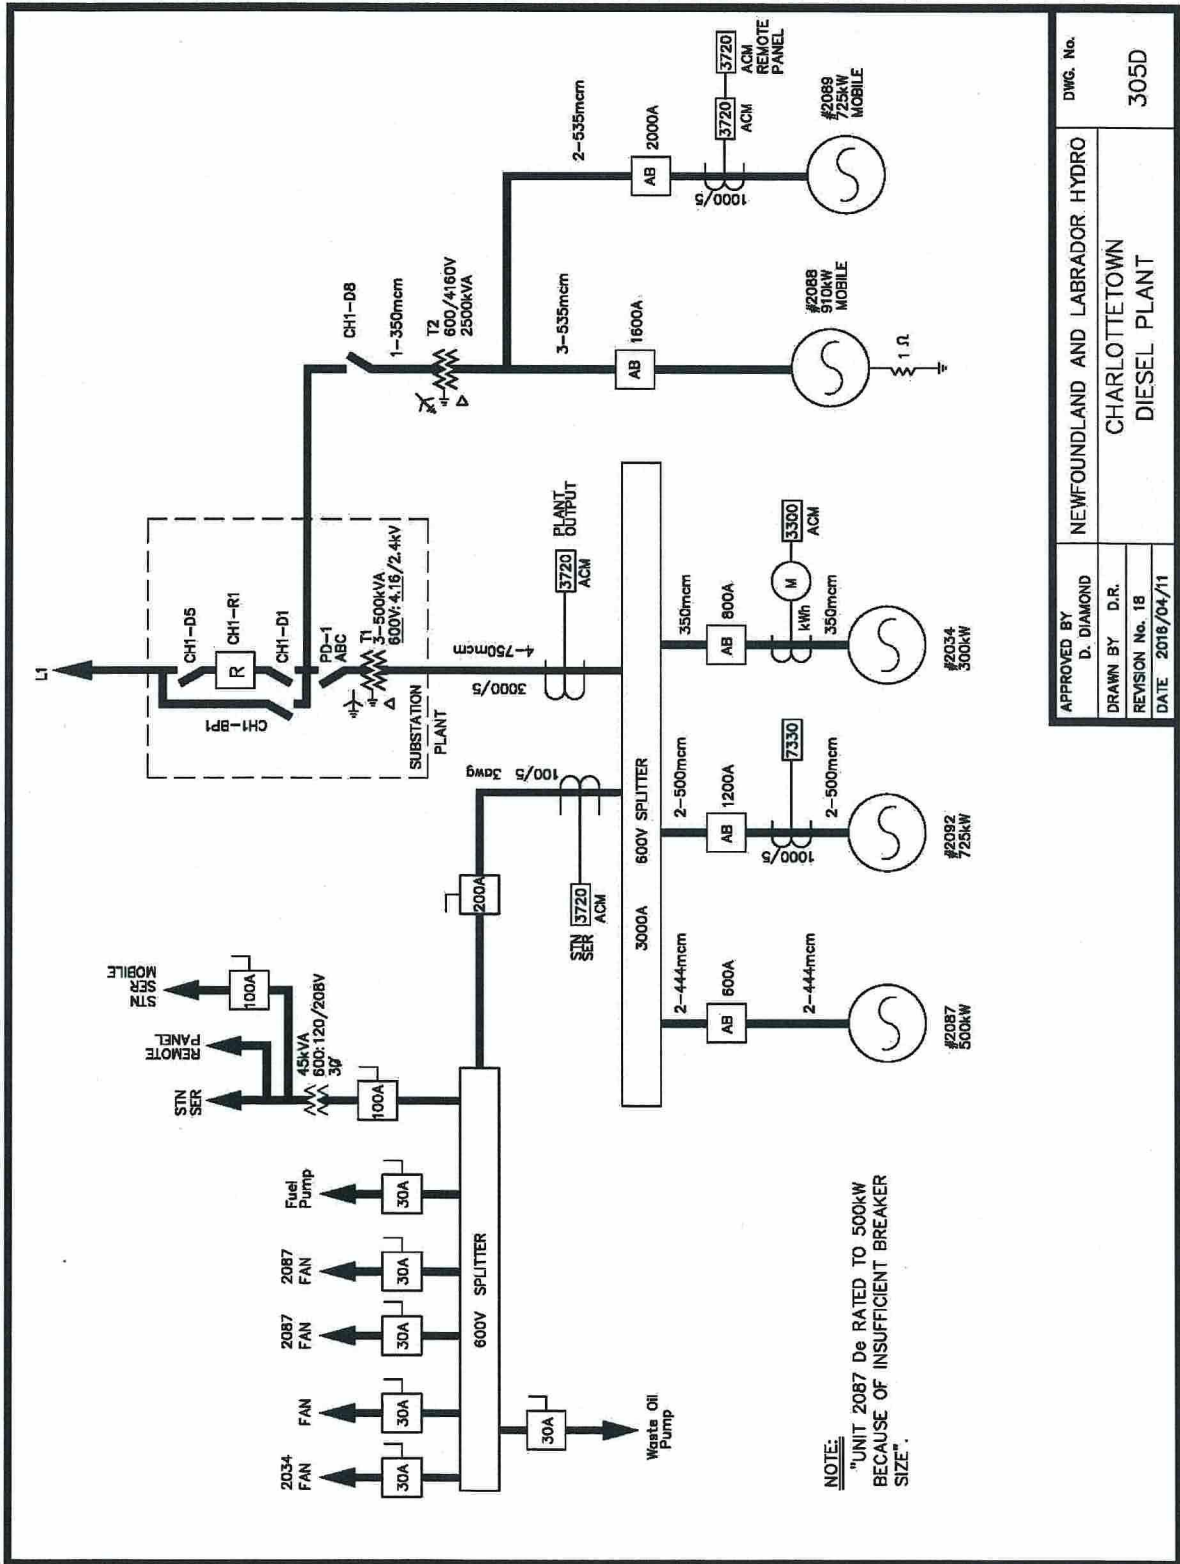 L1
CH1-D5
R
CH1-R1
CH1-D1
CH1-BP1
PD-1
ABC
T1
3-500kVA
600V: 4.16/2.4kV
SUBSTATION
PLANT
CH1-D8
1-350mcm
T2
600/4160V
2500kVA
2-535mcm
AB
2000A
1000/5
3720
ACM
3720
ACM
REMOTE
PANEL
#2089
725kW
MOBILE
3-535mcm
AB
1600A
#2088
910kW
MOBILE
1 Ω
4-750mcm
3000/5
3720
ACM
PLANT
OUTPUT
3awg
100/5
STN
SER
3720
ACM
200A
3000A
600V SPLITTER
350mcm
AB
800A
M
kWh
3300
ACM
350mcm
#2034
300kW
2-500mcm
AB
1200A
1000/5
7330
2-500mcm
#2092
725kW
2-444mcm
AB
600A
2-444mcm
#2087
500kW
STN
SER
MOBILE
100A
REMOTE
PANEL
STN
SER
45kVA
600:120/208V
3Ø
100A
Fuel
Pump
30A
2087
FAN
30A
2087
FAN
30A
FAN
30A
2034
FAN
30A
600V SPLITTER
30A
Waste Oil
Pump
NOTE:
"UNIT 2087 De RATED TO 500kW
BECAUSE OF INSUFFICIENT BREAKER
SIZE".
APPROVED BY
D. DIAMOND
DRAWN BY D.R.
REVISION No. 18
DATE 2016/04/11
NEWFOUNDLAND AND LABRADOR HYDRO
CHARLOTTETOWN
DIESEL PLANT
DWG. No.
305D